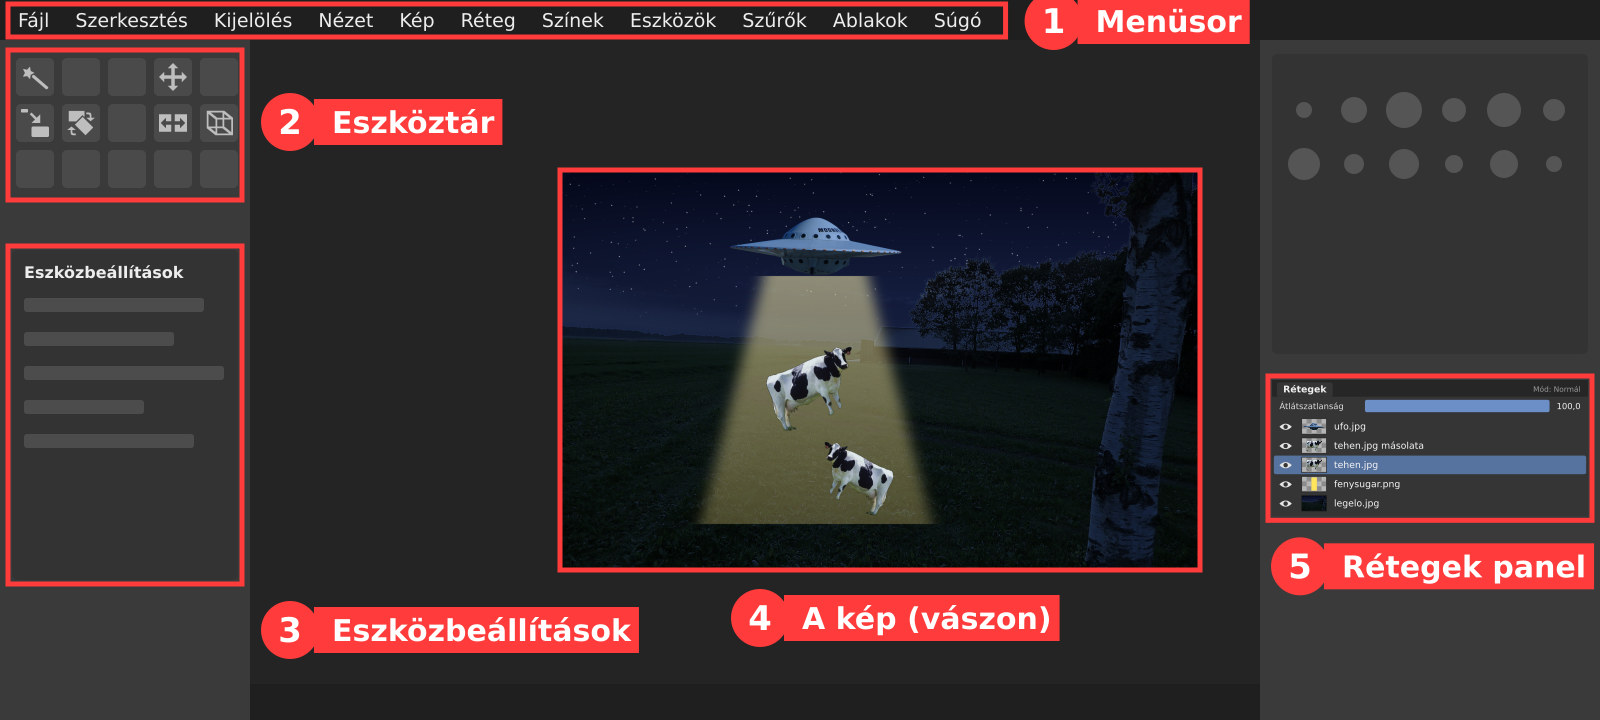 Fájl Szerkesztés Kijelölés Nézet Kép Réteg Színek Eszközök Szűrők Ablakok Súgó
1 Menüsor
2 Eszköztár
Eszközbeállítások
3 Eszközbeállítások
4 A kép (vászon)
Rétegek Mód: Normál
Átlátszatlanság 100,0
ufo.jpg
tehen.jpg másolata
tehen.jpg
fenysugar.png
legelo.jpg
5 Rétegek panel